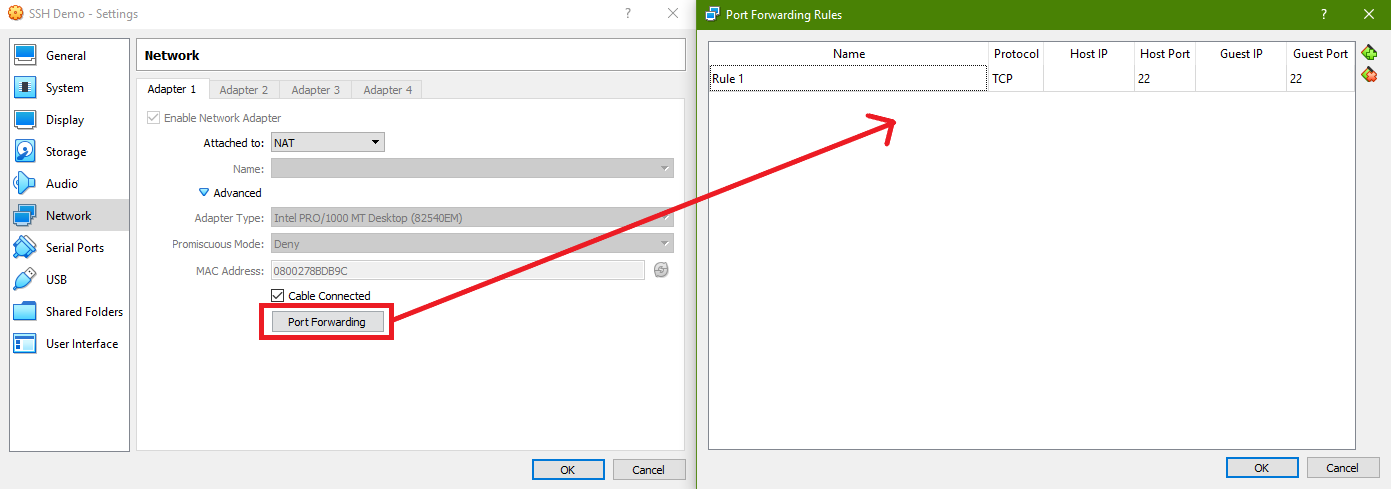 SSH Demo - Settings
?
General
System
Display
Storage
Audio
Network
Serial Ports
USB
Shared Folders
User Interface
Network
Adapter 1 Adapter 2 Adapter 3 Adapter 4
Enable Network Adapter
Attached to: NAT
Name:
Advanced
Adapter Type: Intel PRO/1000 MT Desktop (82540EM)
Promiscuous Mode: Deny
MAC Address: 0800278BDB9C
Cable Connected
Port Forwarding
OK Cancel
Port Forwarding Rules
?
Name Protocol Host IP Host Port Guest IP Guest Port
Rule 1 TCP 22 22
OK Cancel